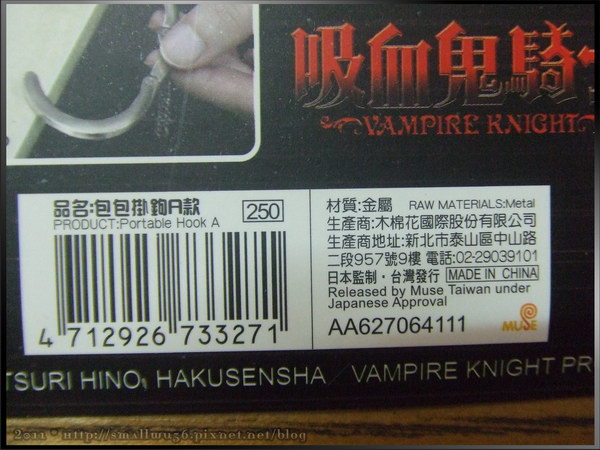 吸血鬼騎士
VAMPIRE KNIGHT
品名:包包掛鉤A款
PRODUCT:Portable Hook A
250
4 712926 733271
材質:金屬 RAW MATERIALS:Metal
生產商:木棉花國際股份有限公司
生產商地址:新北市泰山區中山路
二段957號9樓 電話:02-29039101
日本監制・台灣發行 MADE IN CHINA
Released by Muse Taiwan under
Japanese Approval
AA627064111
MUSE
TSURI HINO, HAKUSENSHA／VAMPIRE KNIGHT PR
2011 * http://smallwu56.pixnet.net/blog